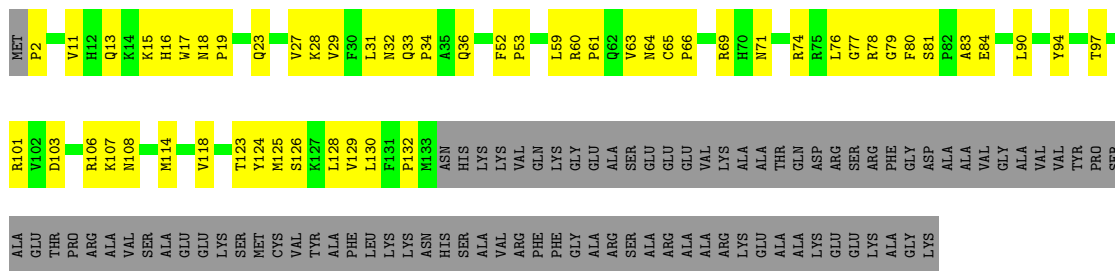 MET P2 V11 H12 Q13 K14 K15 H16 W17 N18 P19 Q23 V27 K28 V29 F30 L31 N32 Q33 P34 A35 Q36 F52 P53 L59 R60 P61 Q62 V63 N64 C65 P66 R69 H70 N71 R74 R75 L76 G77 R78 G79 F80 S81 P82 A83 E84 L90 Y94 T97
R101 V102 D103 R106 K107 N108 M114 V118 T123 Y124 M125 S126 K127 L128 V129 L130 F131 P132 M133 ASN HIS LYS LYS VAL GLN LYS GLY GLU ALA SER GLU GLU GLU VAL LYS ALA ALA THR GLN ASP ARG SER ARG PHE GLY ASP ALA ALA VAL GLY ALA VAL VAL TYR PRO SER
ALA GLU THR PRO ARG ALA VAL SER ALA GLU GLU LYS SER MET CYS VAL TYR ALA PHE LEU LYS LYS ASN HIS SER ALA VAL ARG PHE PHE GLY ALA ARG SER ALA ARG ALA ALA ARG LYS GLU ALA ALA LYS GLU GLU LYS ALA GLY LYS